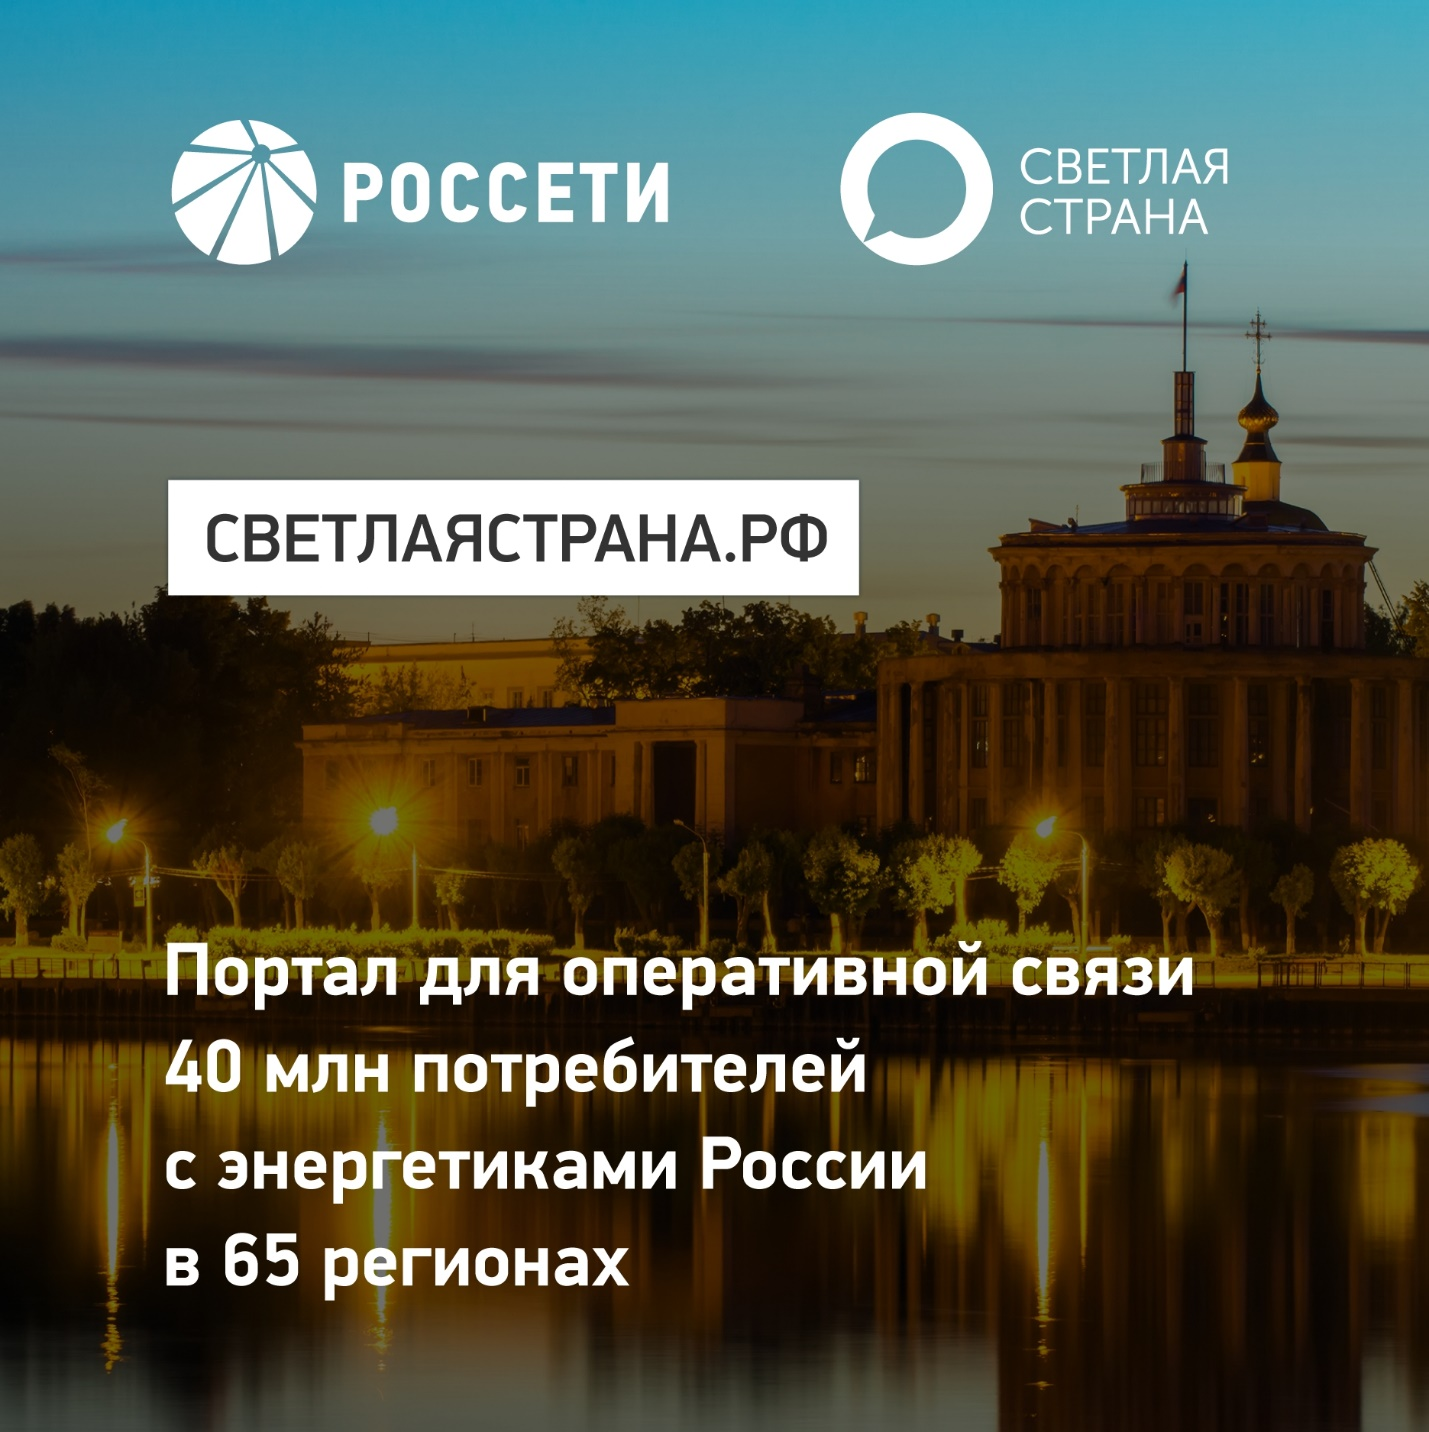 РОССЕТИ
СВЕТЛАЯ
СТРАНА
СВЕТЛАЯСТРАНА.РФ
Портал для оперативной связи
40 млн потребителей
с энергетиками России
в 65 регионах